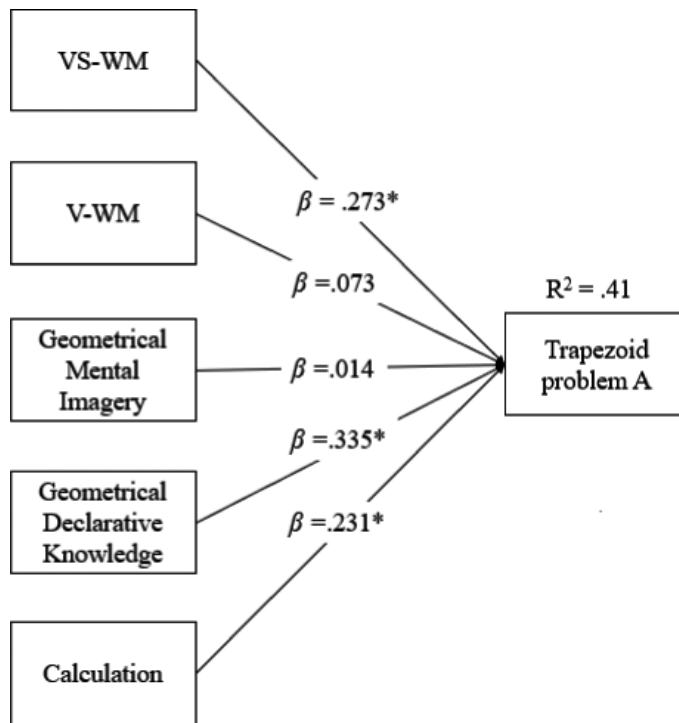 VS-WM
β = .273*
V-WM
β =.073
R² = .41
Geometrical
Mental
Imagery
β =.014
Trapezoid
problem A
β =.335*
Geometrical
Declarative
Knowledge
β =.231*
Calculation